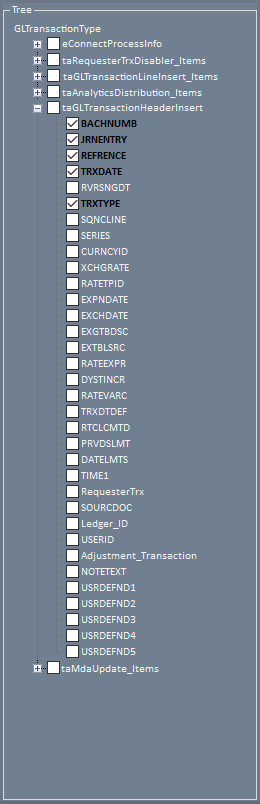 Tree
GLTransactionType
eConnectProcessInfo
taRequesterTrxDisabler_Items
taGLTransactionLineInsert_Items
taAnalyticsDistribution_Items
taGLTransactionHeaderInsert
BACHNUMB
JRNENTRY
REFRENCE
TRXDATE
RVRSNGDT
TRXTYPE
SQNCLINE
SERIES
CURNCYID
XCHGRATE
RATETPID
EXPNDATE
EXCHDATE
EXGTBDSC
EXTBLSRC
RATEEXPR
DYSTINCR
RATEVARC
TRXDTDEF
RTCLCMTD
PRVDSLMT
DATELMTS
TIME1
RequesterTrx
SOURCDOC
Ledger_ID
USERID
Adjustment_Transaction
NOTETEXT
USRDEFND1
USRDEFND2
USRDEFND3
USRDEFND4
USRDEFND5
taMdaUpdate_Items